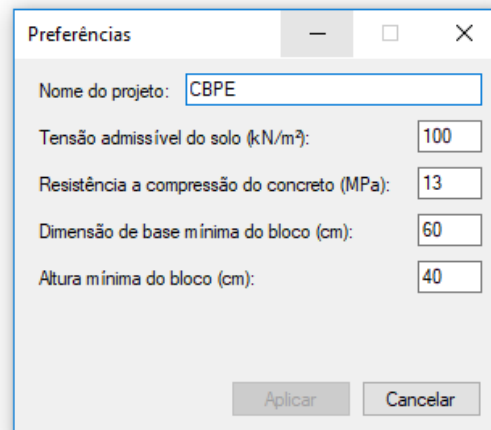 Preferências
Nome do projeto: CBPE
Tensão admissível do solo (kN/m²): 100
Resistência a compressão do concreto (MPa): 13
Dimensão de base mínima do bloco (cm): 60
Altura mínima do bloco (cm): 40
Aplicar Cancelar